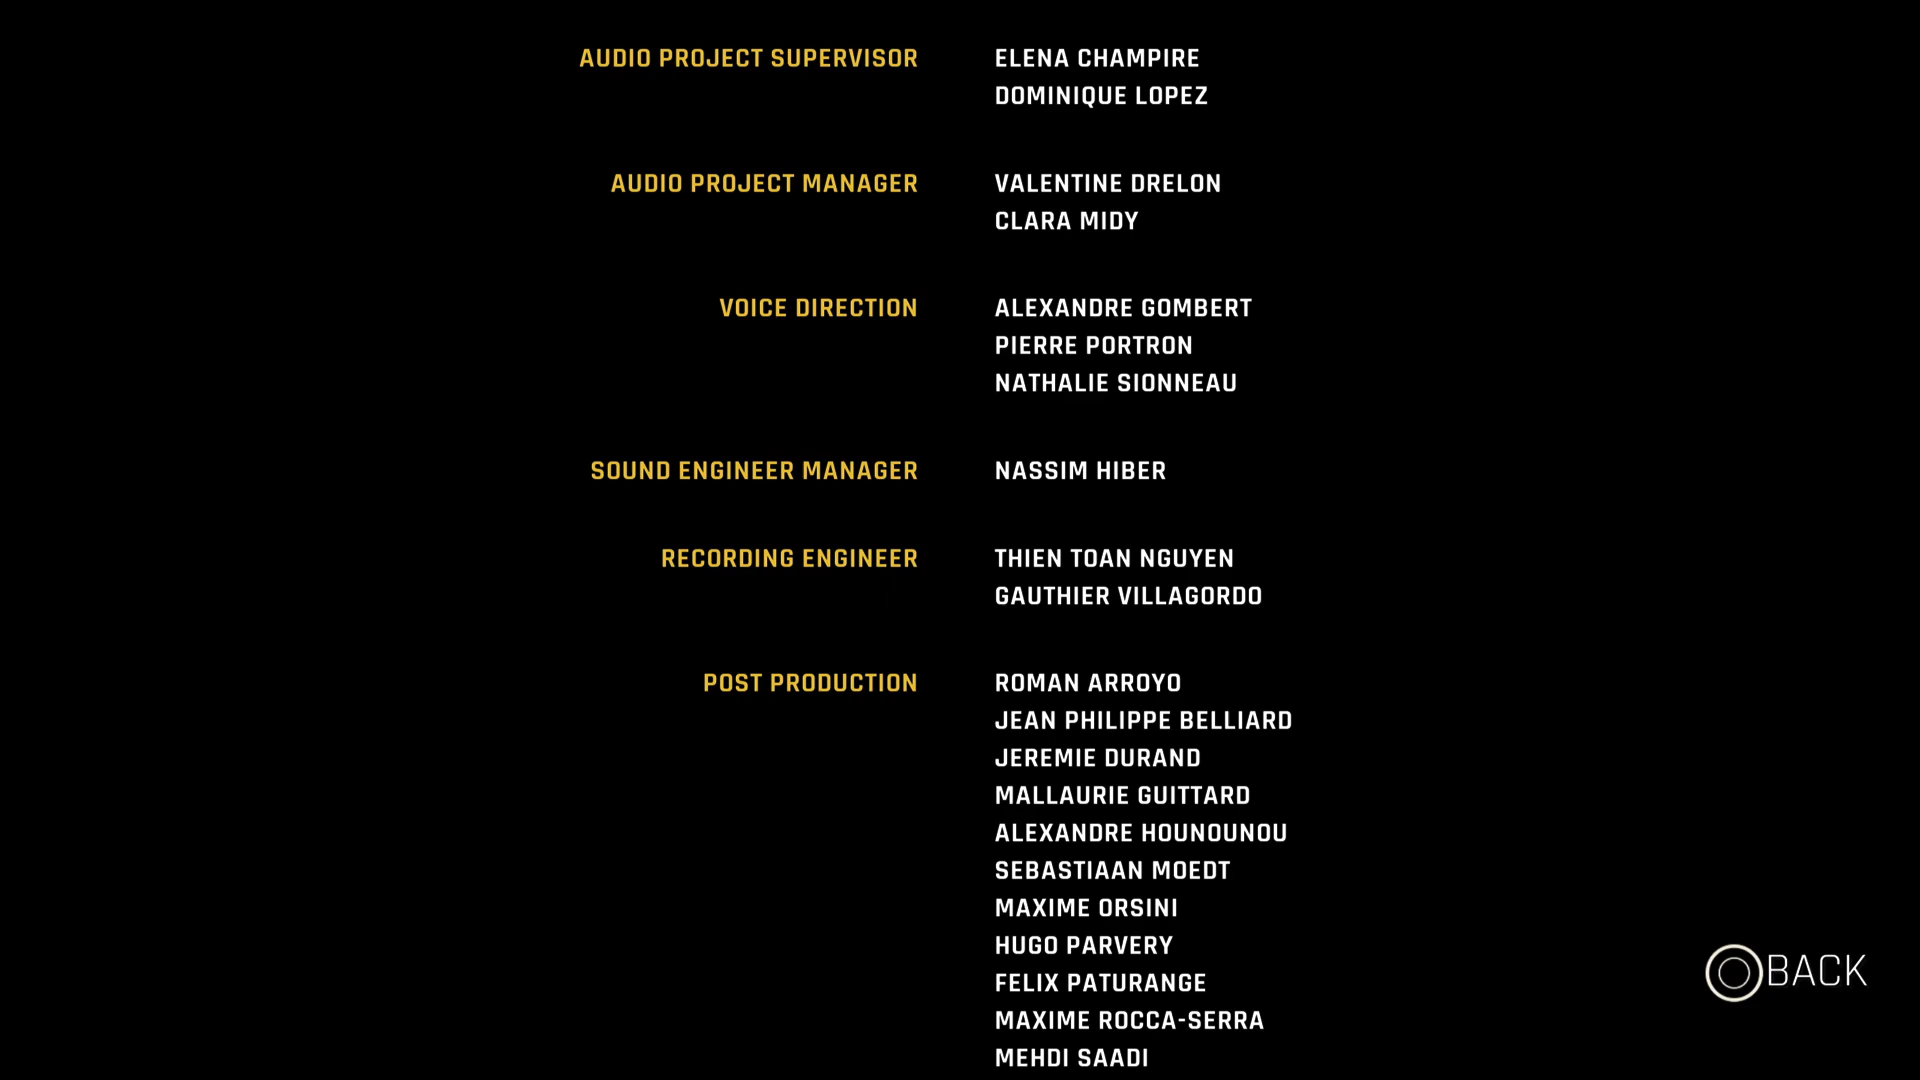 AUDIO PROJECT SUPERVISOR ELENA CHAMPIRE
DOMINIQUE LOPEZ
AUDIO PROJECT MANAGER VALENTINE DRELON
CLARA MIDY
VOICE DIRECTION ALEXANDRE GOMBERT
PIERRE PORTRON
NATHALIE SIONNEAU
SOUND ENGINEER MANAGER NASSIM HIBER
RECORDING ENGINEER THIEN TOAN NGUYEN
GAUTHIER VILLAGORDO
POST PRODUCTION ROMAN ARROYO
JEAN PHILIPPE BELLIARD
JEREMIE DURAND
MALLAURIE GUITTARD
ALEXANDRE HOUNOUNOU
SEBASTIAAN MOEDT
MAXIME ORSINI
HUGO PARVERY
FELIX PATURANGE
MAXIME ROCCA-SERRA
MEHDI SAADI
BACK